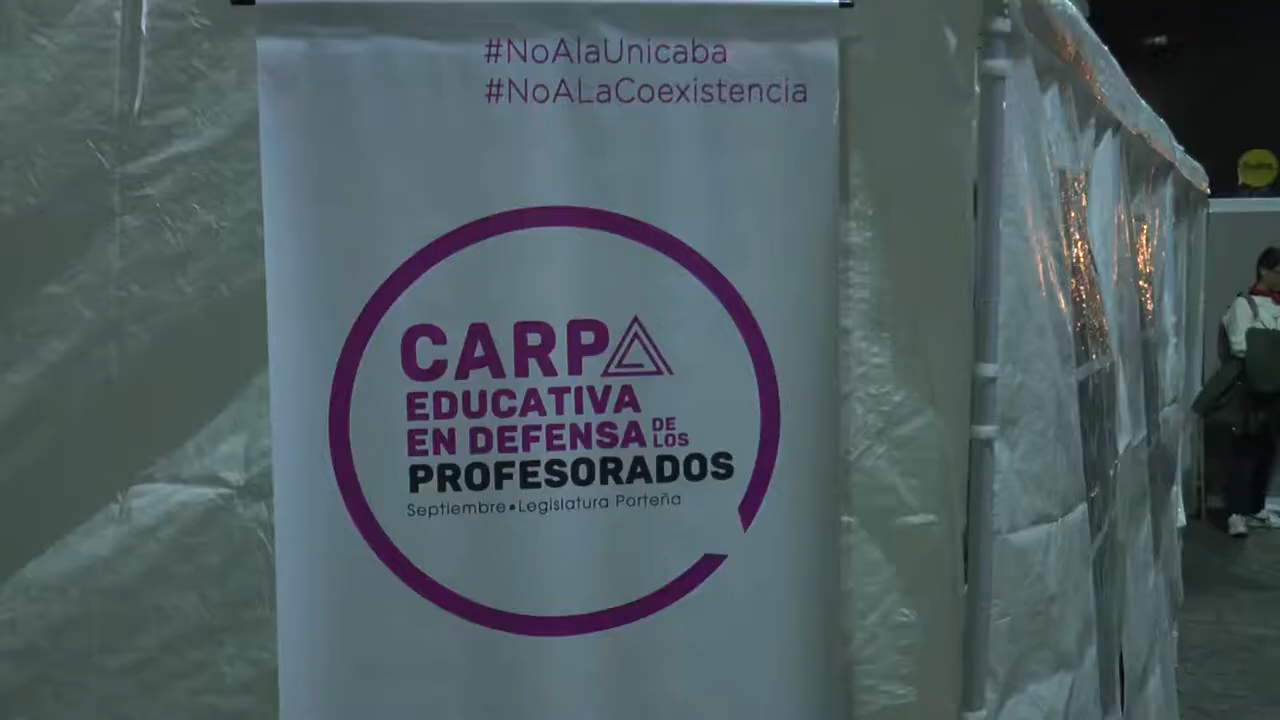 #NoAlaUnicaba
#NoALaCoexistencia
CARPA
EDUCATIVA
EN DEFENSA DE LOS
PROFESORADOS
Septiembre•Legislatura Porteña